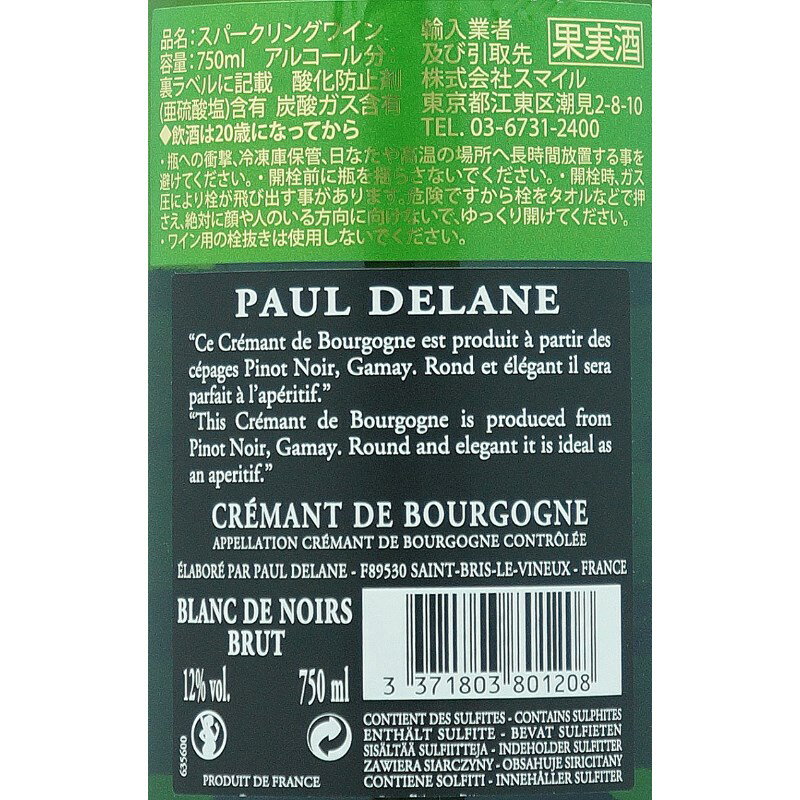 品名：スパークリングワイン
容量：750ml アルコール分：
裏ラベルに記載 酸化防止剤
(亜硫酸塩)含有 炭酸ガス含有
◆飲酒は20歳になってから
輸入業者
及び引取先
株式会社スマイル
東京都江東区潮見2-8-10
TEL. 03-6731-2400
果実酒
・瓶への衝撃、冷凍庫保管、日なたや高温の場所へ長時間放置する事を
避けてください。・開栓前に瓶を揺らさないでください。・開栓時、ガス
圧により栓が飛び出す事があります。危険ですから栓をタオルなどで押
さえ、絶対に顔や人のいる方向に向けないで、ゆっくり開けてください。
・ワイン用の栓抜きは使用しないでください。
PAUL DELANE
“Ce Crémant de Bourgogne est produit à partir des
cépages Pinot Noir, Gamay. Rond et élégant il sera
parfait à l’apéritif.”
“This Crémant de Bourgogne is produced from
Pinot Noir, Gamay. Round and elegant it is ideal as
an aperitif.”
CRÉMANT DE BOURGOGNE
APPELLATION CRÉMANT DE BOURGOGNE CONTRÔLÉE
ÉLABORÉ PAR PAUL DELANE - F89530 SAINT-BRIS-LE-VINEUX - FRANCE
BLANC DE NOIRS
BRUT
12% vol. 750 ml
635600
PRODUIT DE FRANCE
3 371803 801208
CONTIENT DES SULFITES - CONTAINS SULPHITES
ENTHÄLT SULFITE - BEVAT SULFIETEN
SISÄLTÄÄ SULFIITTEJA - INDEHOLDER SULFITTER
ZAWIERA SIARCZYNY - OBSAHUJE SIRICITANY
CONTIENE SOLFITI - INNEHÅLLER SULFITER